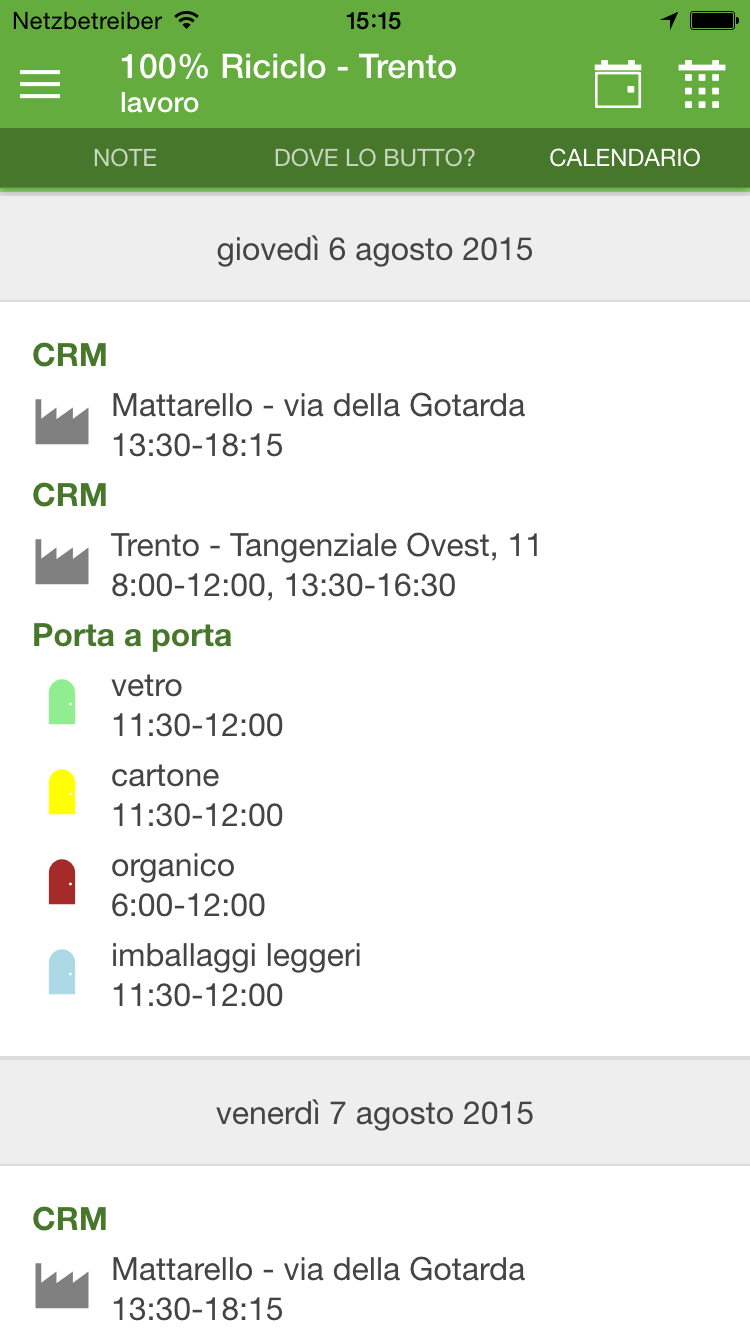 Netzbetreiber 15:15
100% Riciclo - Trento
lavoro
NOTE DOVE LO BUTTO? CALENDARIO
giovedì 6 agosto 2015
CRM
Mattarello - via della Gotarda
13:30-18:15
CRM
Trento - Tangenziale Ovest, 11
8:00-12:00, 13:30-16:30
Porta a porta
vetro
11:30-12:00
cartone
11:30-12:00
organico
6:00-12:00
imballaggi leggeri
11:30-12:00
venerdì 7 agosto 2015
CRM
Mattarello - via della Gotarda
13:30-18:15